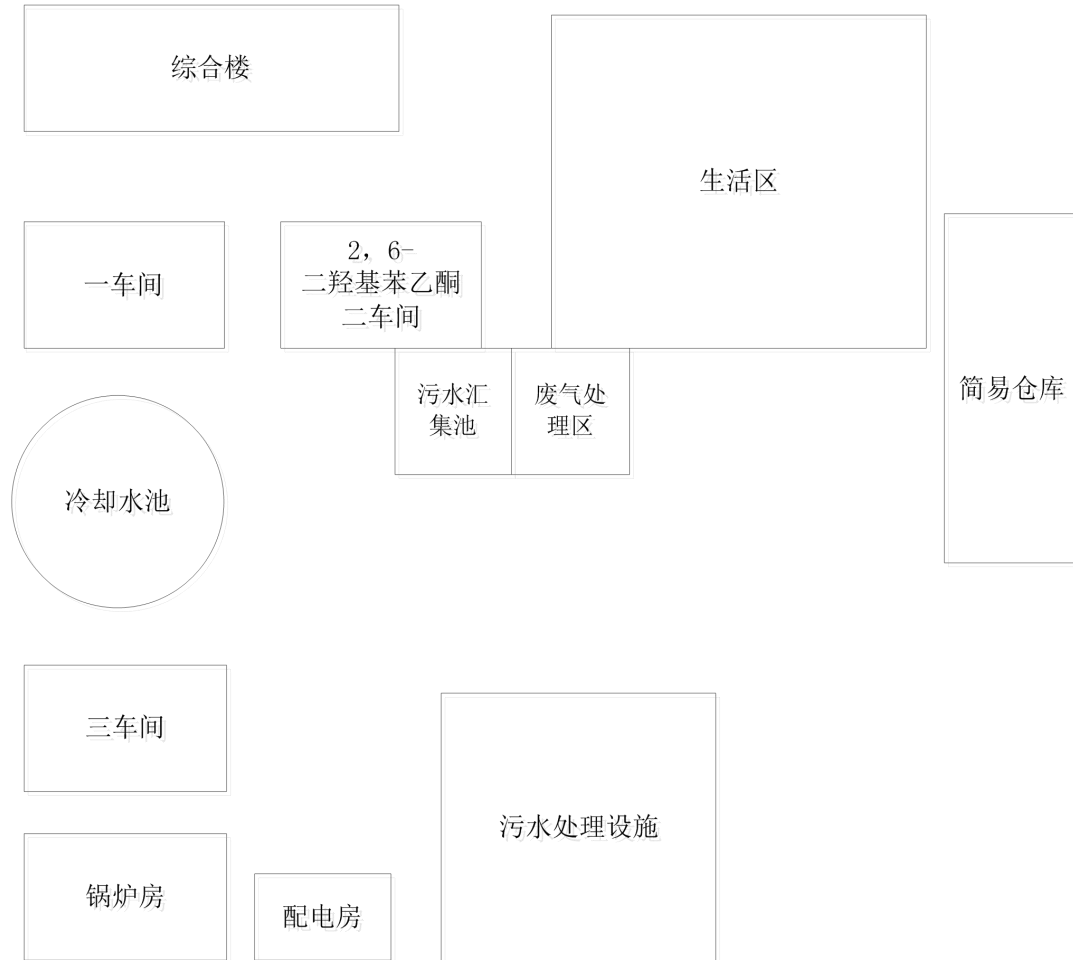 综合楼
生活区
一车间
2，6-
二羟基苯乙酮
二车间
简易仓库
污水汇
集池
废气处
理区
冷却水池
三车间
污水处理设施
锅炉房
配电房